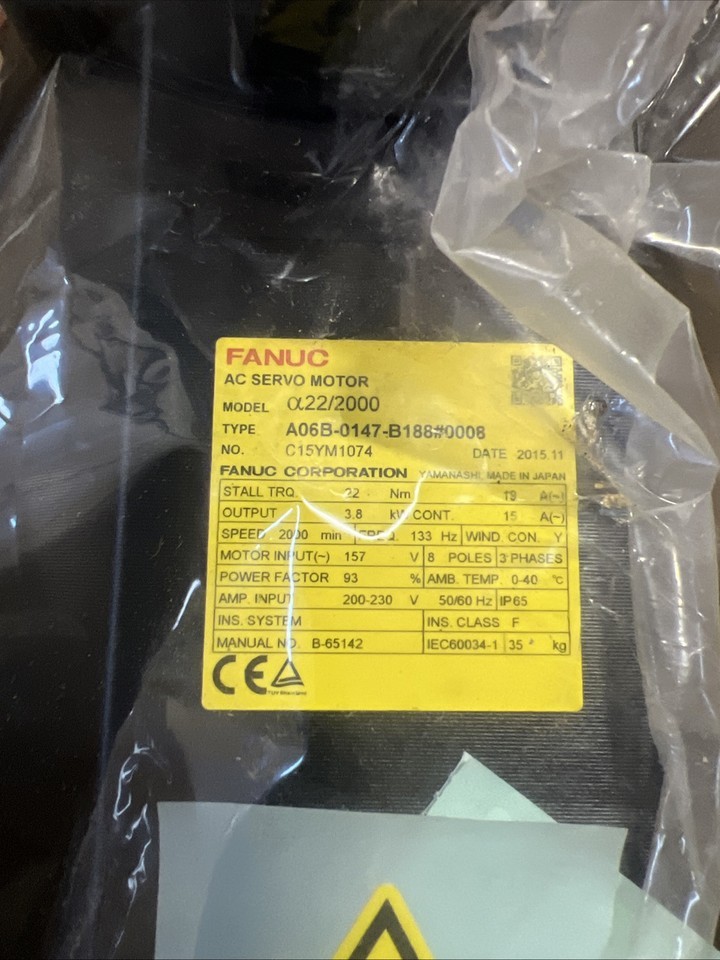 FANUC
AC SERVO MOTOR
MODEL α22/2000
TYPE A06B-0147-B188#0008
NO. C15YM1074 DATE 2015.11
FANUC CORPORATION YAMANASHI, MADE IN JAPAN
STALL TRQ. 22 Nm 19 A(~)
OUTPUT 3.8 kW CONT. 15 A(~)
SPEED 2000 min FREQ. 133 Hz WIND. CON. Y
MOTOR INPUT(~) 157 V 8 POLES 3 PHASES
POWER FACTOR 93 % AMB. TEMP. 0-40 °C
AMP. INPUT 200-230 V 50/60 Hz IP65
INS. SYSTEM INS. CLASS F
MANUAL NO. B-65142 IEC60034-1 35 kg
CE